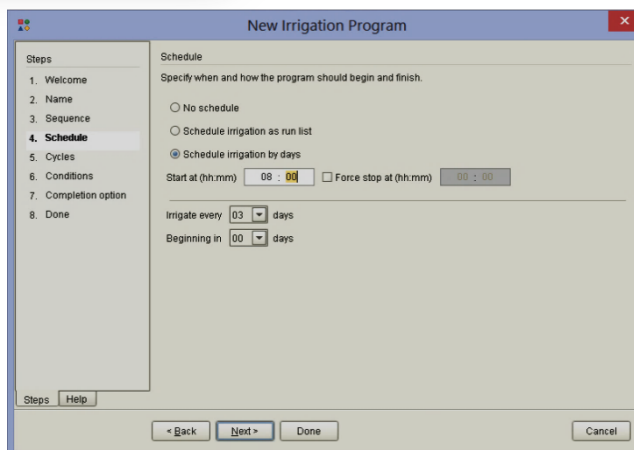 New Irrigation Program
Steps
1. Welcome
2. Name
3. Sequence
4. Schedule
5. Cycles
6. Conditions
7. Completion option
8. Done
Schedule
Specify when and how the program should begin and finish.
No schedule
Schedule irrigation as run list
Schedule irrigation by days
Start at (hh:mm) 08 : 00 Force stop at (hh:mm) 00 : 00
Irrigate every 03 days
Beginning in 00 days
Steps Help
< Back Next > Done Cancel